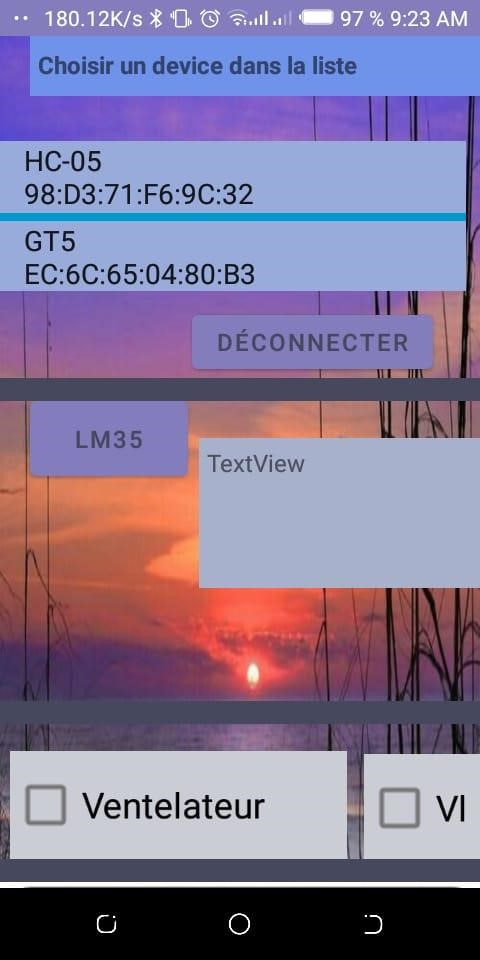 180.12K/s 97 % 9:23 AM
Choisir un device dans la liste
HC-05
98:D3:71:F6:9C:32
GT5
EC:6C:65:04:80:B3
DÉCONNECTER
LM35
TextView
Ventelateur